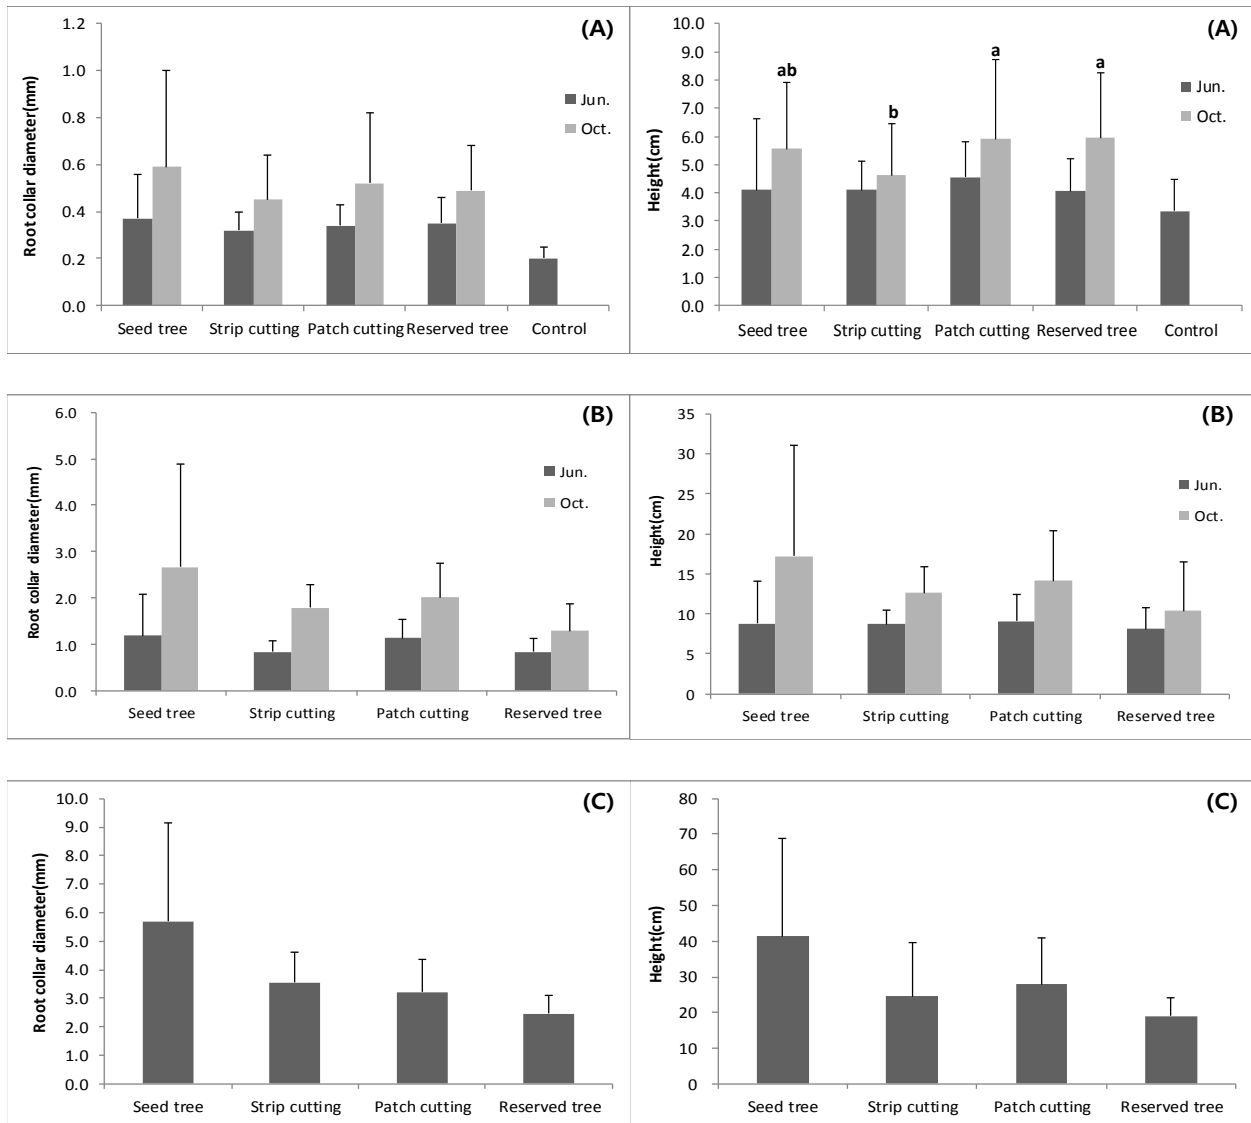 (A)
Root collar diameter(mm)
1.2
1.0
0.8
0.6
0.4
0.2
0.0
Jun.
Oct.
Seed tree Strip cutting Patch cutting Reserved tree Control
(A)
Height(cm)
10.0
9.0
8.0
7.0
6.0
5.0
4.0
3.0
2.0
1.0
0.0
ab
b
a
a
Jun.
Oct.
Seed tree Strip cutting Patch cutting Reserved tree Control
(B)
Root collar diameter(mm)
6.0
5.0
4.0
3.0
2.0
1.0
0.0
Jun.
Oct.
Seed tree Strip cutting Patch cutting Reserved tree
(B)
Height(cm)
35
30
25
20
15
10
5
0
Jun.
Oct.
Seed tree Strip cutting Patch cutting Reserved tree
(C)
Root collar diameter(mm)
10.0
9.0
8.0
7.0
6.0
5.0
4.0
3.0
2.0
1.0
0.0
Seed tree Strip cutting Patch cutting Reserved tree
(C)
Height(cm)
80
70
60
50
40
30
20
10
0
Seed tree Strip cutting Patch cutting Reserved tree